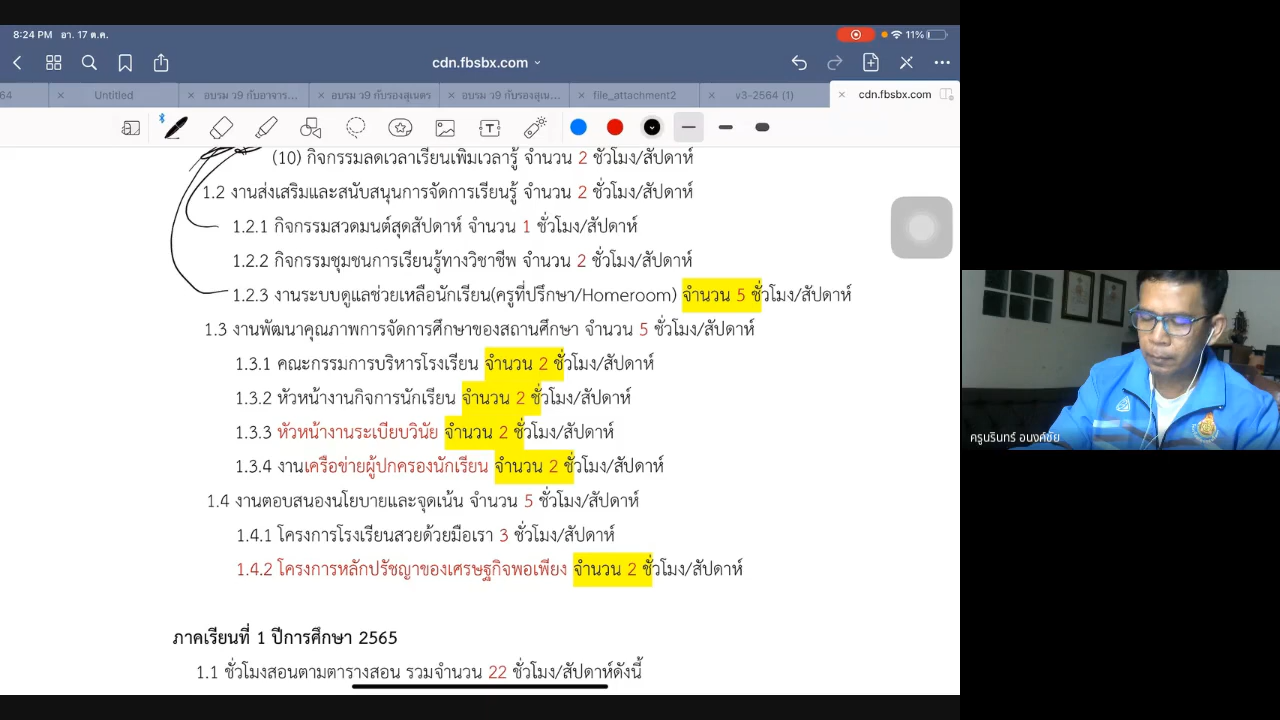 8:24 PM อา. 17 ต.ค.
11%
cdn.fbsbx.com
64
Untitled
อบรม ว9 กับอาจาร...
อบรม ว9 กับรองสุเนตร
อบรม ว9 กับรองสุเน...
file_attachment2
v3-2564 (1)
cdn.fbsbx.com
(10) กิจกรรมลดเวลาเรียนเพิ่มเวลารู้ จำนวน 2 ชั่วโมง/สัปดาห์
1.2 งานส่งเสริมและสนับสนุนการจัดการเรียนรู้ จำนวน 2 ชั่วโมง/สัปดาห์
1.2.1 กิจกรรมสวดมนต์สุดสัปดาห์ จำนวน 1 ชั่วโมง/สัปดาห์
1.2.2 กิจกรรมชุมชนการเรียนรู้ทางวิชาชีพ จำนวน 2 ชั่วโมง/สัปดาห์
1.2.3 งานระบบดูแลช่วยเหลือนักเรียน(ครูที่ปรึกษา/Homeroom) จำนวน 5 ชั่วโมง/สัปดาห์
1.3 งานพัฒนาคุณภาพการจัดการศึกษาของสถานศึกษา จำนวน 5 ชั่วโมง/สัปดาห์
1.3.1 คณะกรรมการบริหารโรงเรียน จำนวน 2 ชั่วโมง/สัปดาห์
1.3.2 หัวหน้างานกิจการนักเรียน จำนวน 2 ชั่วโมง/สัปดาห์
1.3.3 หัวหน้างานระเบียบวินัย จำนวน 2 ชั่วโมง/สัปดาห์
1.3.4 งานเครือข่ายผู้ปกครองนักเรียน จำนวน 2 ชั่วโมง/สัปดาห์
1.4 งานตอบสนองนโยบายและจุดเน้น จำนวน 5 ชั่วโมง/สัปดาห์
1.4.1 โครงการโรงเรียนสวยด้วยมือเรา 3 ชั่วโมง/สัปดาห์
1.4.2 โครงการหลักปรัชญาของเศรษฐกิจพอเพียง จำนวน 2 ชั่วโมง/สัปดาห์
ภาคเรียนที่ 1 ปีการศึกษา 2565
1.1 ชั่วโมงสอนตามตารางสอน รวมจำนวน 22 ชั่วโมง/สัปดาห์ดังนี้
ครูนรินทร์ อนงค์ชัย